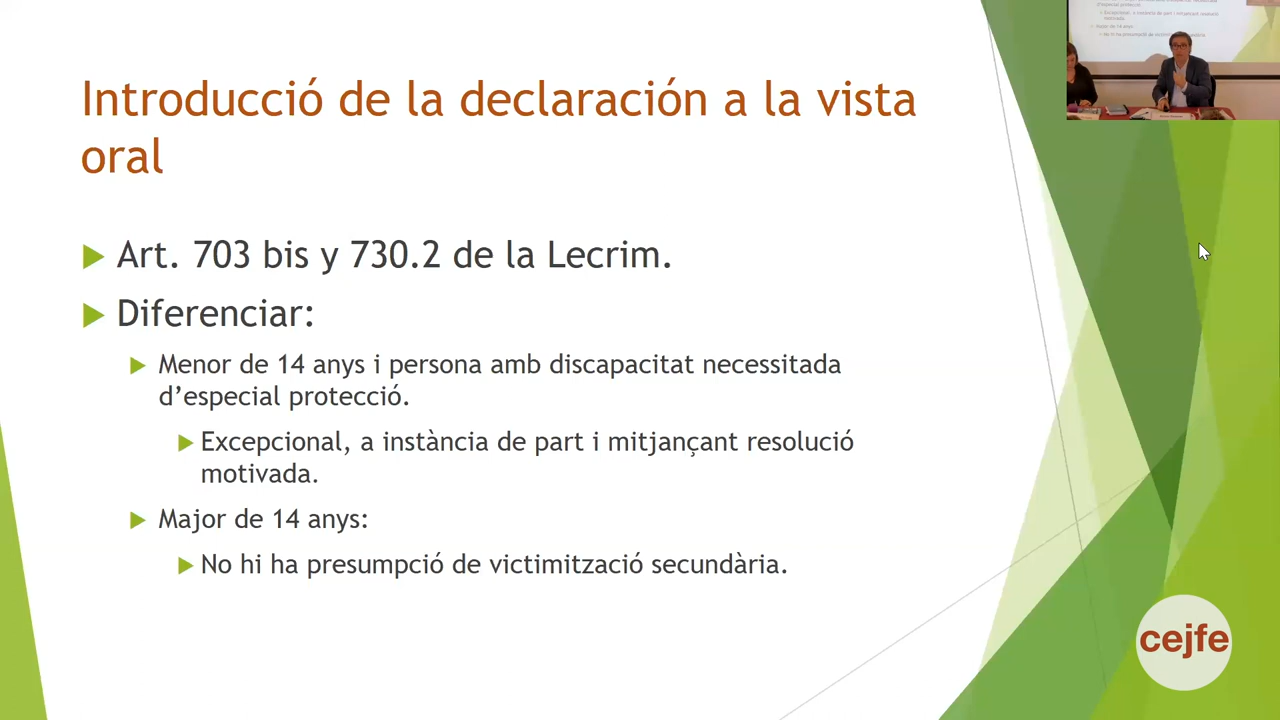 Introducció de la declaración a la vista
oral
Art. 703 bis y 730.2 de la Lecrim.
Diferenciar:
Menor de 14 anys i persona amb discapacitat necessitada
d’especial protecció.
Excepcional, a instància de part i mitjançant resolució
motivada.
Major de 14 anys:
No hi ha presumpció de victimització secundària.
cejfe